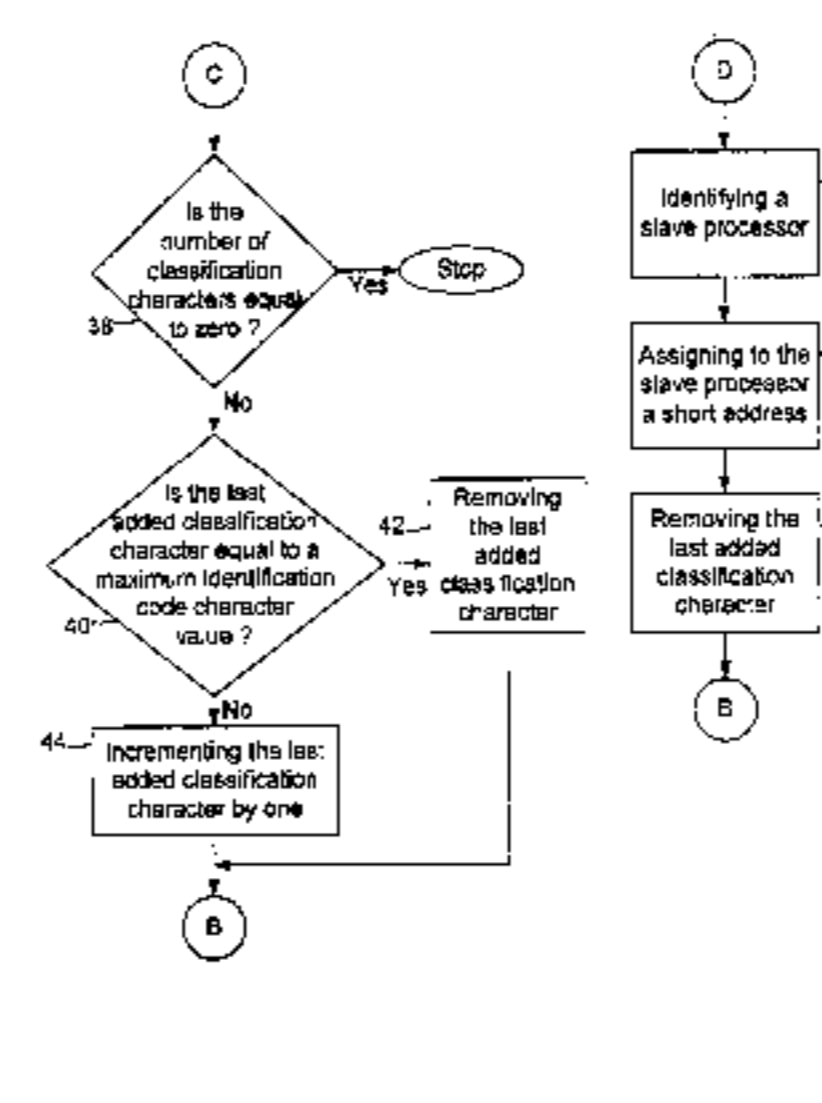 C
Is the
number of
classification
characters equal
to zero ?
38
Yes
Stop
No
Is the last
added classification
character equal to a
maximum identification
code character
value ?
40
Yes
42
Removing
the last
added
classification
character
No
44
Incrementing the last
added classification
character by one
B
D
Identifying a
slave processor
Assigning to the
slave processor
a short address
Removing the
last added
classification
character
B